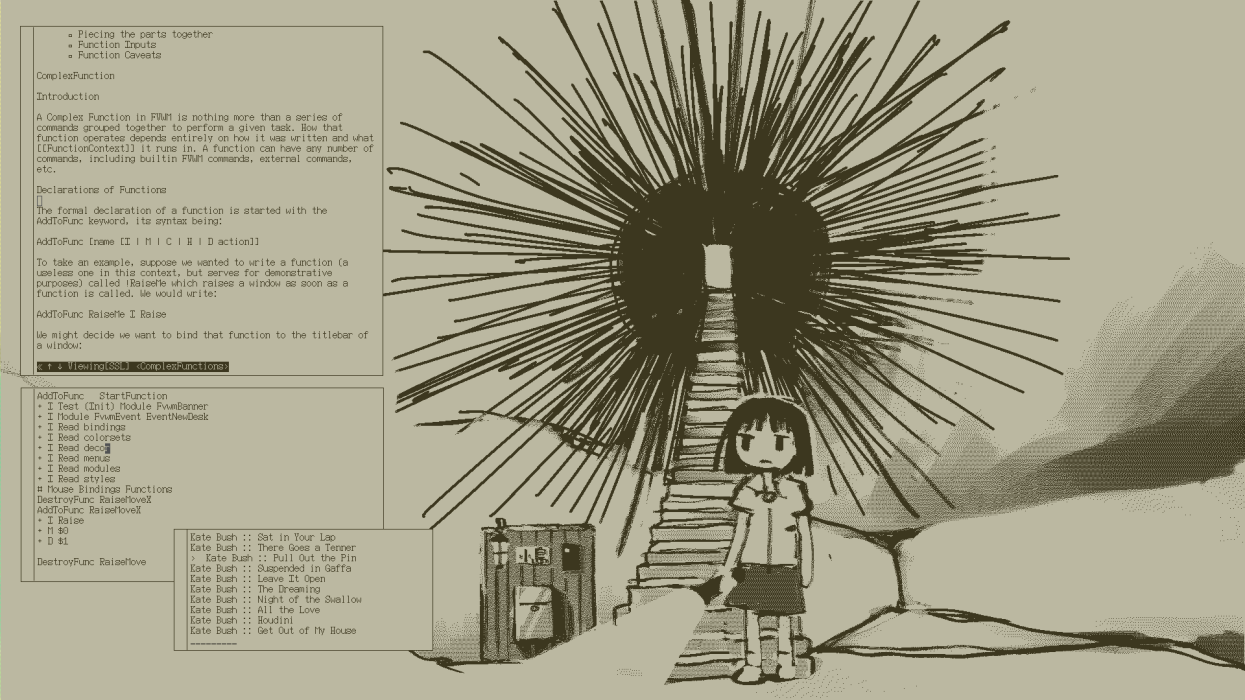 ▫ Piecing the parts together
▫ Function Inputs
▫ Function Caveats
ComplexFunction
Introduction
A Complex Function in FVWM is nothing more than a series of
commands grouped together to perform a given task. How that
function operates depends entirely on how it was written and what
[[FunctionContext]] it runs in. A function can have any number of
commands, including builtin FVWM commands, external commands,
etc.
Declarations of Functions
The formal declaration of a function is started with the
AddToFunc keyword, its syntax being:
AddToFunc [name [I | M | C | H | D action]]
To take an example, suppose we wanted to write a function (a
useless one in this context, but serves for demonstrative
purposes) called !RaiseMe which raises a window as soon as a
function is called. We would write:
AddToFunc RaiseMe I Raise
We might decide we want to bind that function to the titlebar of
a window:
↑ ↓ Viewing[SSL] <ComplexFunctions>
AddToFunc   StartFunction
+ I Test (Init) Module FvwmBanner
+ I Module FvwmEvent EventNewDesk
+ I Read bindings
+ I Read colorsets
+ I Read decor
+ I Read menus
+ I Read modules
+ I Read styles
# Mouse Bindings Functions
DestroyFunc RaiseMoveX
AddToFunc RaiseMoveX
+ I Raise
+ M $0
+ D $1
DestroyFunc RaiseMove
Kate Bush :: Sat in Your Lap
Kate Bush :: There Goes a Tenner
› Kate Bush :: Pull Out the Pin
Kate Bush :: Suspended in Gaffa
Kate Bush :: Leave It Open
Kate Bush :: The Dreaming
Kate Bush :: Night of the Swallow
Kate Bush :: All the Love
Kate Bush :: Houdini
Kate Bush :: Get Out of My House
---------